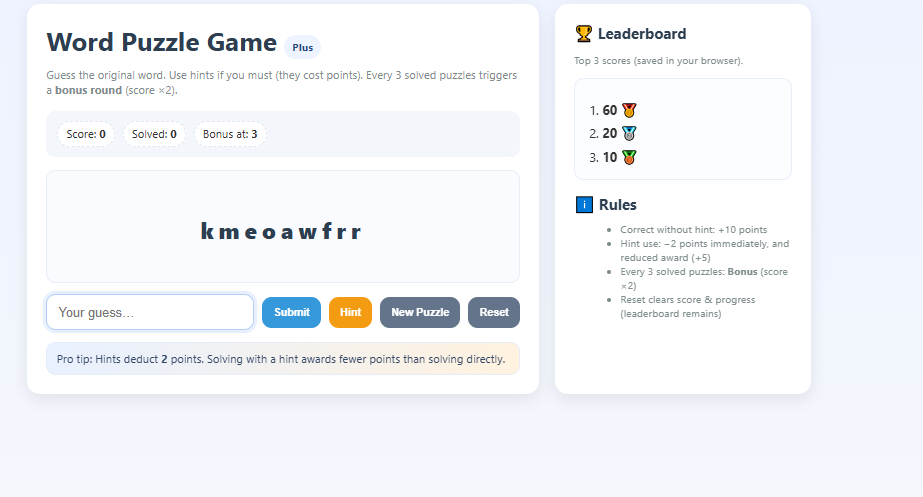 Word Puzzle Game Plus
Guess the original word. Use hints if you must (they cost points). Every 3 solved puzzles triggers
a bonus round (score ×2).
Score: 0 Solved: 0 Bonus at: 3
kmeoawfrr
Your guess…
Submit Hint New Puzzle Reset
Pro tip: Hints deduct 2 points. Solving with a hint awards fewer points than solving directly.
🏆 Leaderboard
Top 3 scores (saved in your browser).
1. 60 🥇
2. 20 🥈
3. 10 🥉
ℹ️ Rules
• Correct without hint: +10 points
• Hint use: −2 points immediately, and
reduced award (+5)
• Every 3 solved puzzles: Bonus (score
×2)
• Reset clears score & progress
(leaderboard remains)